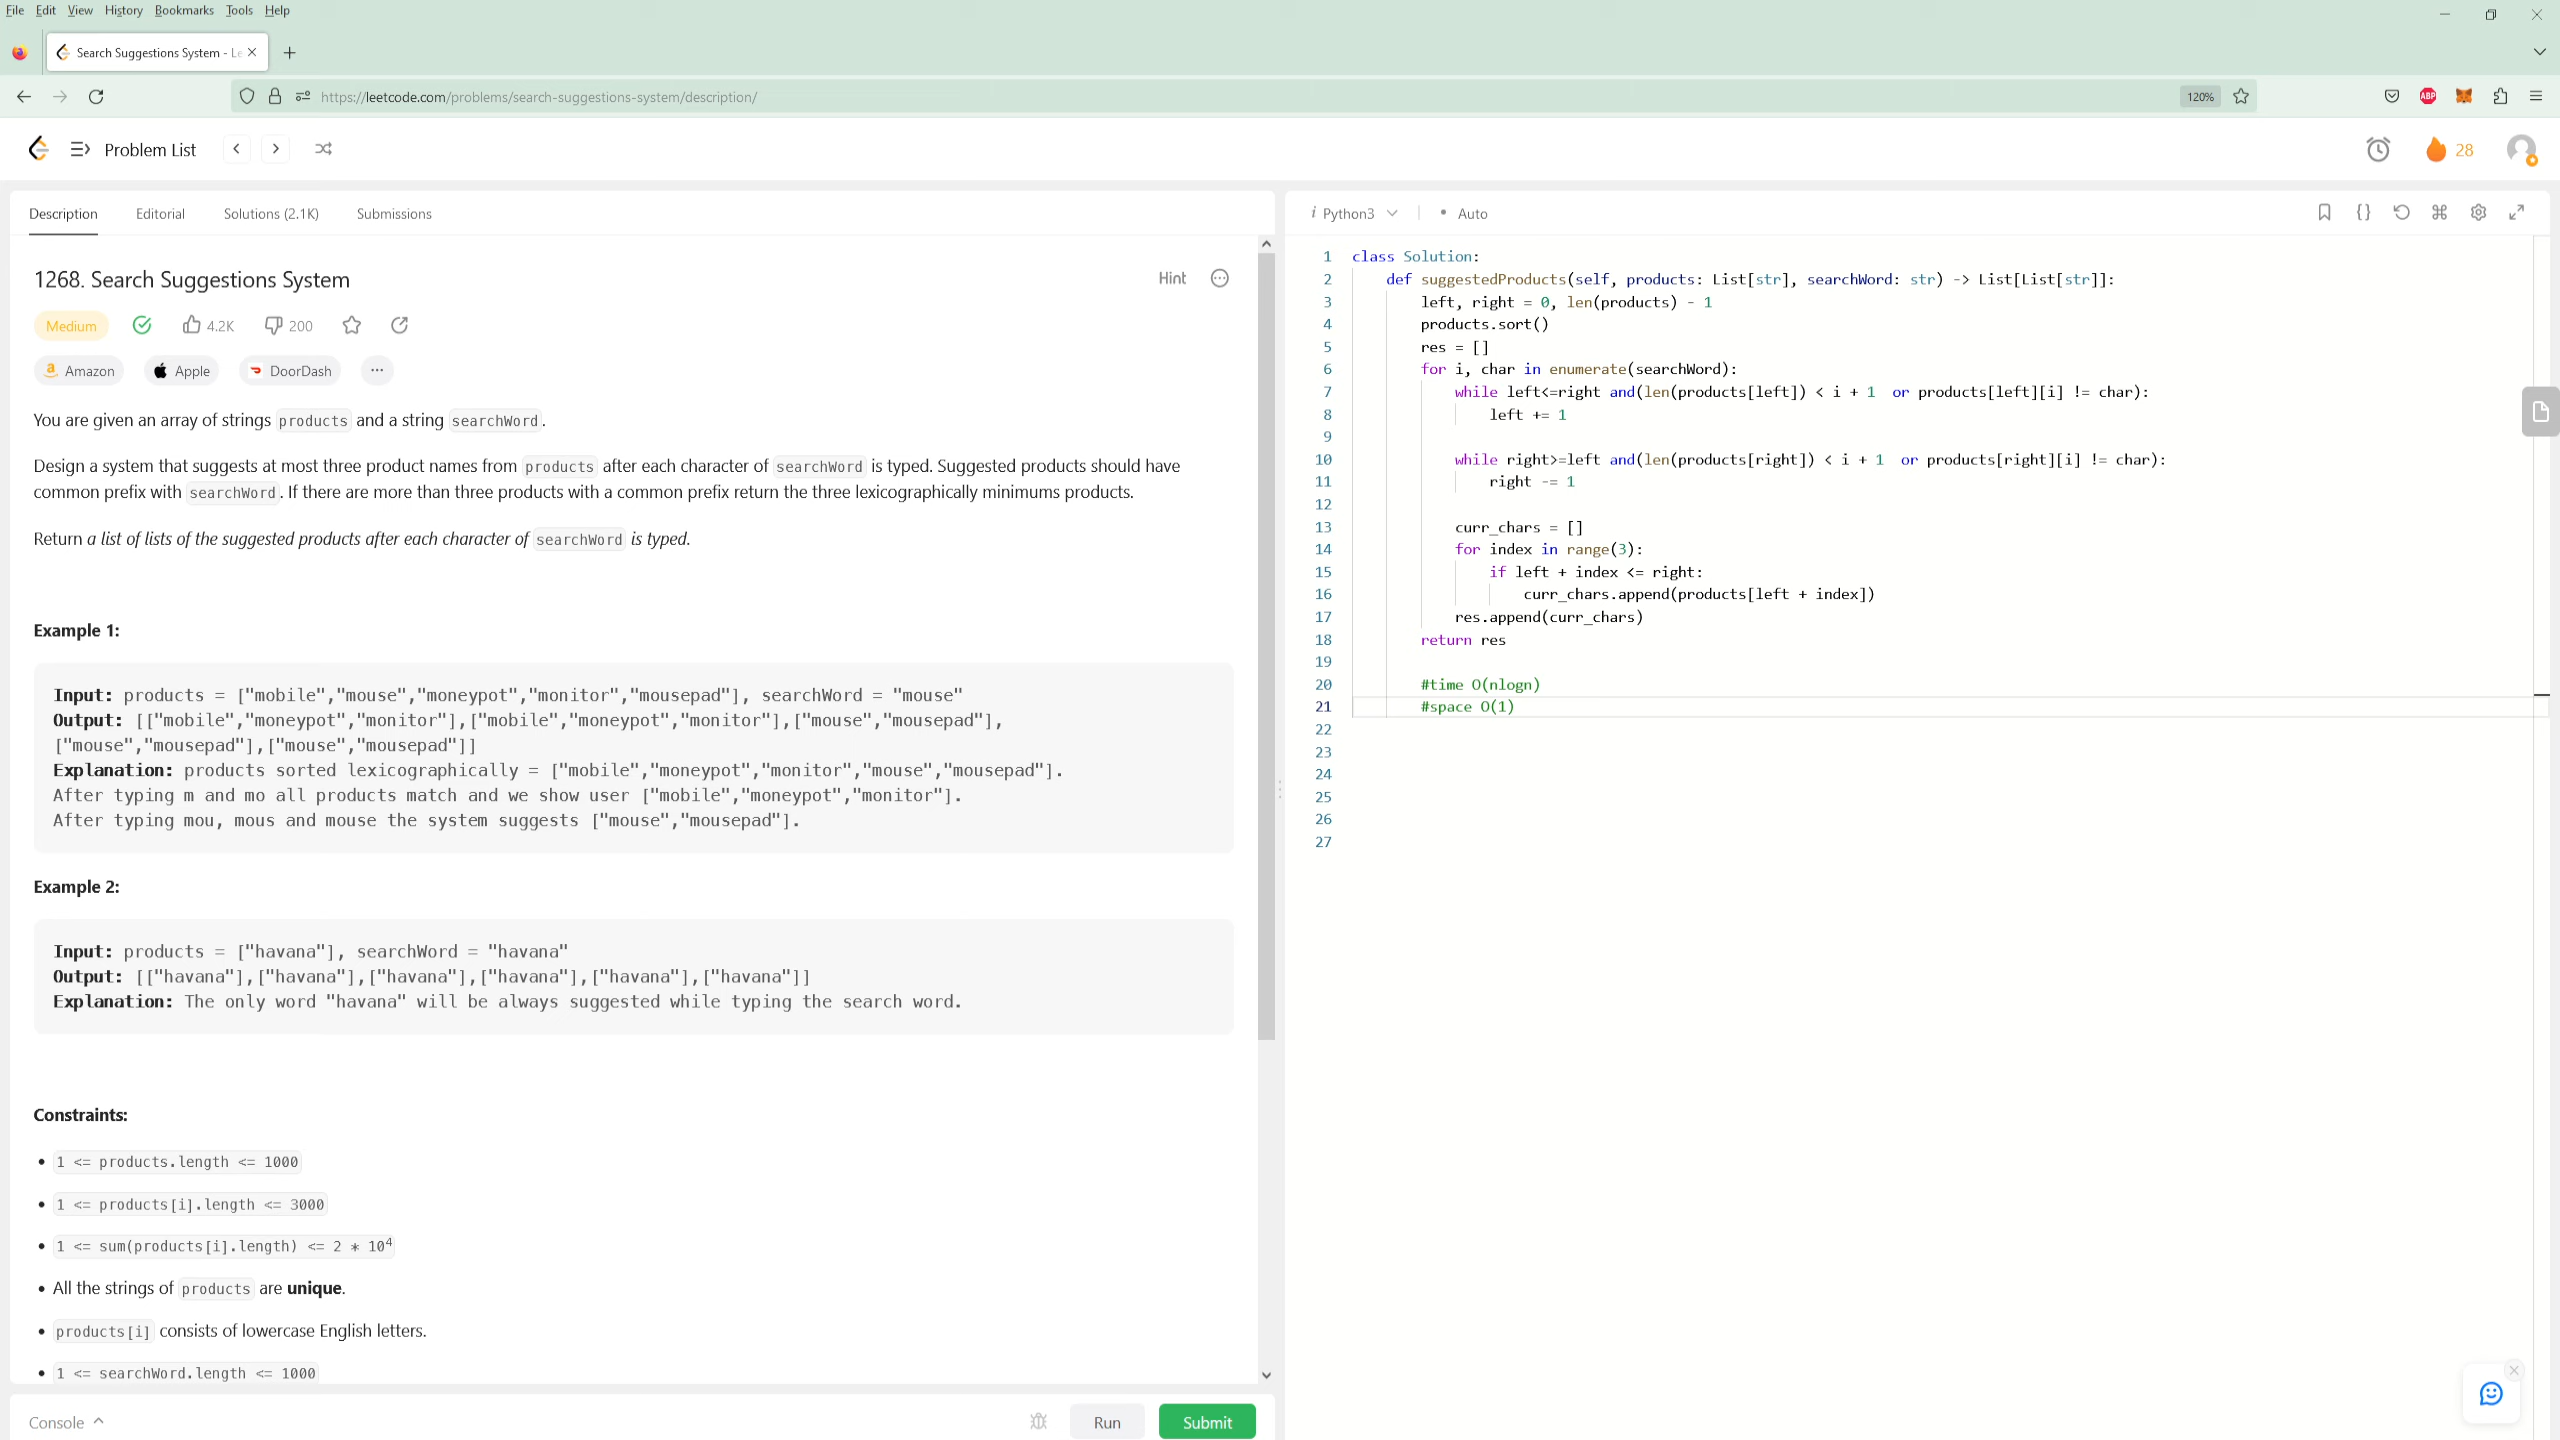 File Edit View History Bookmarks Tools Help
Search Suggestions System - Le
https://leetcode.com/problems/search-suggestions-system/description/
120%
ABP
Problem List
28
Description Editorial Solutions (2.1K) Submissions
1268. Search Suggestions System
Hint
Medium 4.2K 200
Amazon Apple DoorDash ...
You are given an array of strings products and a string searchWord.
Design a system that suggests at most three product names from products after each character of searchWord is typed. Suggested products should have
common prefix with searchWord. If there are more than three products with a common prefix return the three lexicographically minimums products.
Return a list of lists of the suggested products after each character of searchWord is typed.
Example 1:
Input: products = ["mobile","mouse","moneypot","monitor","mousepad"], searchWord = "mouse"
Output: [["mobile","moneypot","monitor"],["mobile","moneypot","monitor"],["mouse","mousepad"],
["mouse","mousepad"],["mouse","mousepad"]]
Explanation: products sorted lexicographically = ["mobile","moneypot","monitor","mouse","mousepad"].
After typing m and mo all products match and we show user ["mobile","moneypot","monitor"].
After typing mou, mous and mouse the system suggests ["mouse","mousepad"].
Example 2:
Input: products = ["havana"], searchWord = "havana"
Output: [["havana"],["havana"],["havana"],["havana"],["havana"],["havana"]]
Explanation: The only word "havana" will be always suggested while typing the search word.
Constraints:
• 1 <= products.length <= 1000
• 1 <= products[i].length <= 3000
• 1 <= sum(products[i].length) <= 2 * 10⁴
• All the strings of products are unique.
• products[i] consists of lowercase English letters.
• 1 <= searchWord.length <= 1000
Console
Run Submit
i Python3 • Auto
1 class Solution:
2 def suggestedProducts(self, products: List[str], searchWord: str) -> List[List[str]]:
3 left, right = 0, len(products) - 1
4 products.sort()
5 res = []
6 for i, char in enumerate(searchWord):
7 while left<=right and(len(products[left]) < i + 1  or products[left][i] != char):
8 left += 1
9
10 while right>=left and(len(products[right]) < i + 1  or products[right][i] != char):
11 right -= 1
12
13 curr_chars = []
14 for index in range(3):
15 if left + index <= right:
16 curr_chars.append(products[left + index])
17 res.append(curr_chars)
18 return res
19
20 #time O(nlogn)
21 #space O(1)
22
23
24
25
26
27